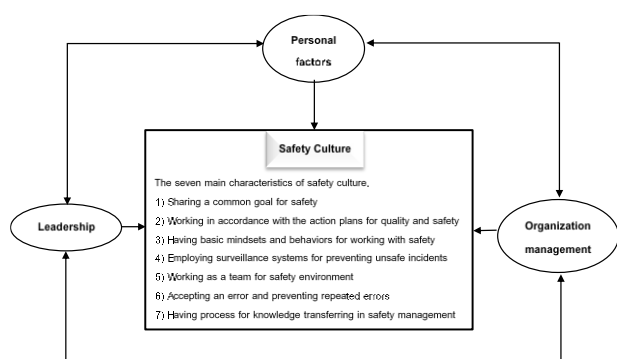 Personal
factors
Safety Culture
The seven main characteristics of safety culture,
1) Sharing a common goal for safety
2) Working in accordance with the action plans for quality and safety
3) Having basic mindsets and behaviors for working with safety
4) Employing surveillance systems for preventing unsafe incidents
5) Working as a team for safety environment
6) Accepting an error and preventing repeated errors
7) Having process for knowledge transferring in safety management
Leadership
Organization
management